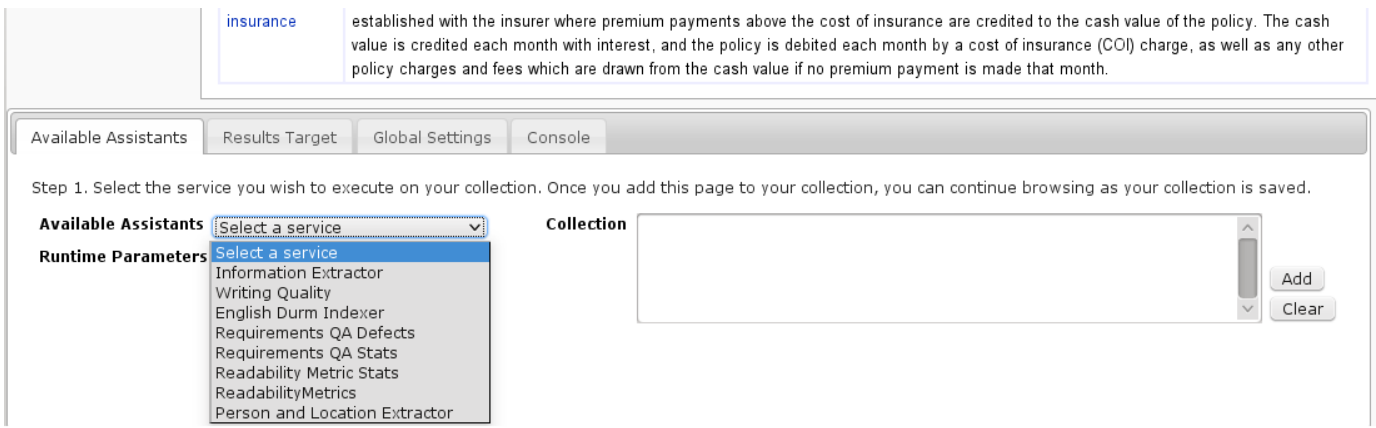 insurance established with the insurer where premium payments above the cost of insurance are credited to the cash value of the policy. The cash
value is credited each month with interest, and the policy is debited each month by a cost of insurance (COI) charge, as well as any other
policy charges and fees which are drawn from the cash value if no premium payment is made that month.
Available Assistants Results Target Global Settings Console
Step 1. Select the service you wish to execute on your collection. Once you add this page to your collection, you can continue browsing as your collection is saved.
Available Assistants Select a service Collection
Runtime Parameters Select a service
Information Extractor
Writing Quality
English Durm Indexer
Requirements QA Defects
Requirements QA Stats
Readability Metric Stats
ReadabilityMetrics
Person and Location Extractor
Add
Clear